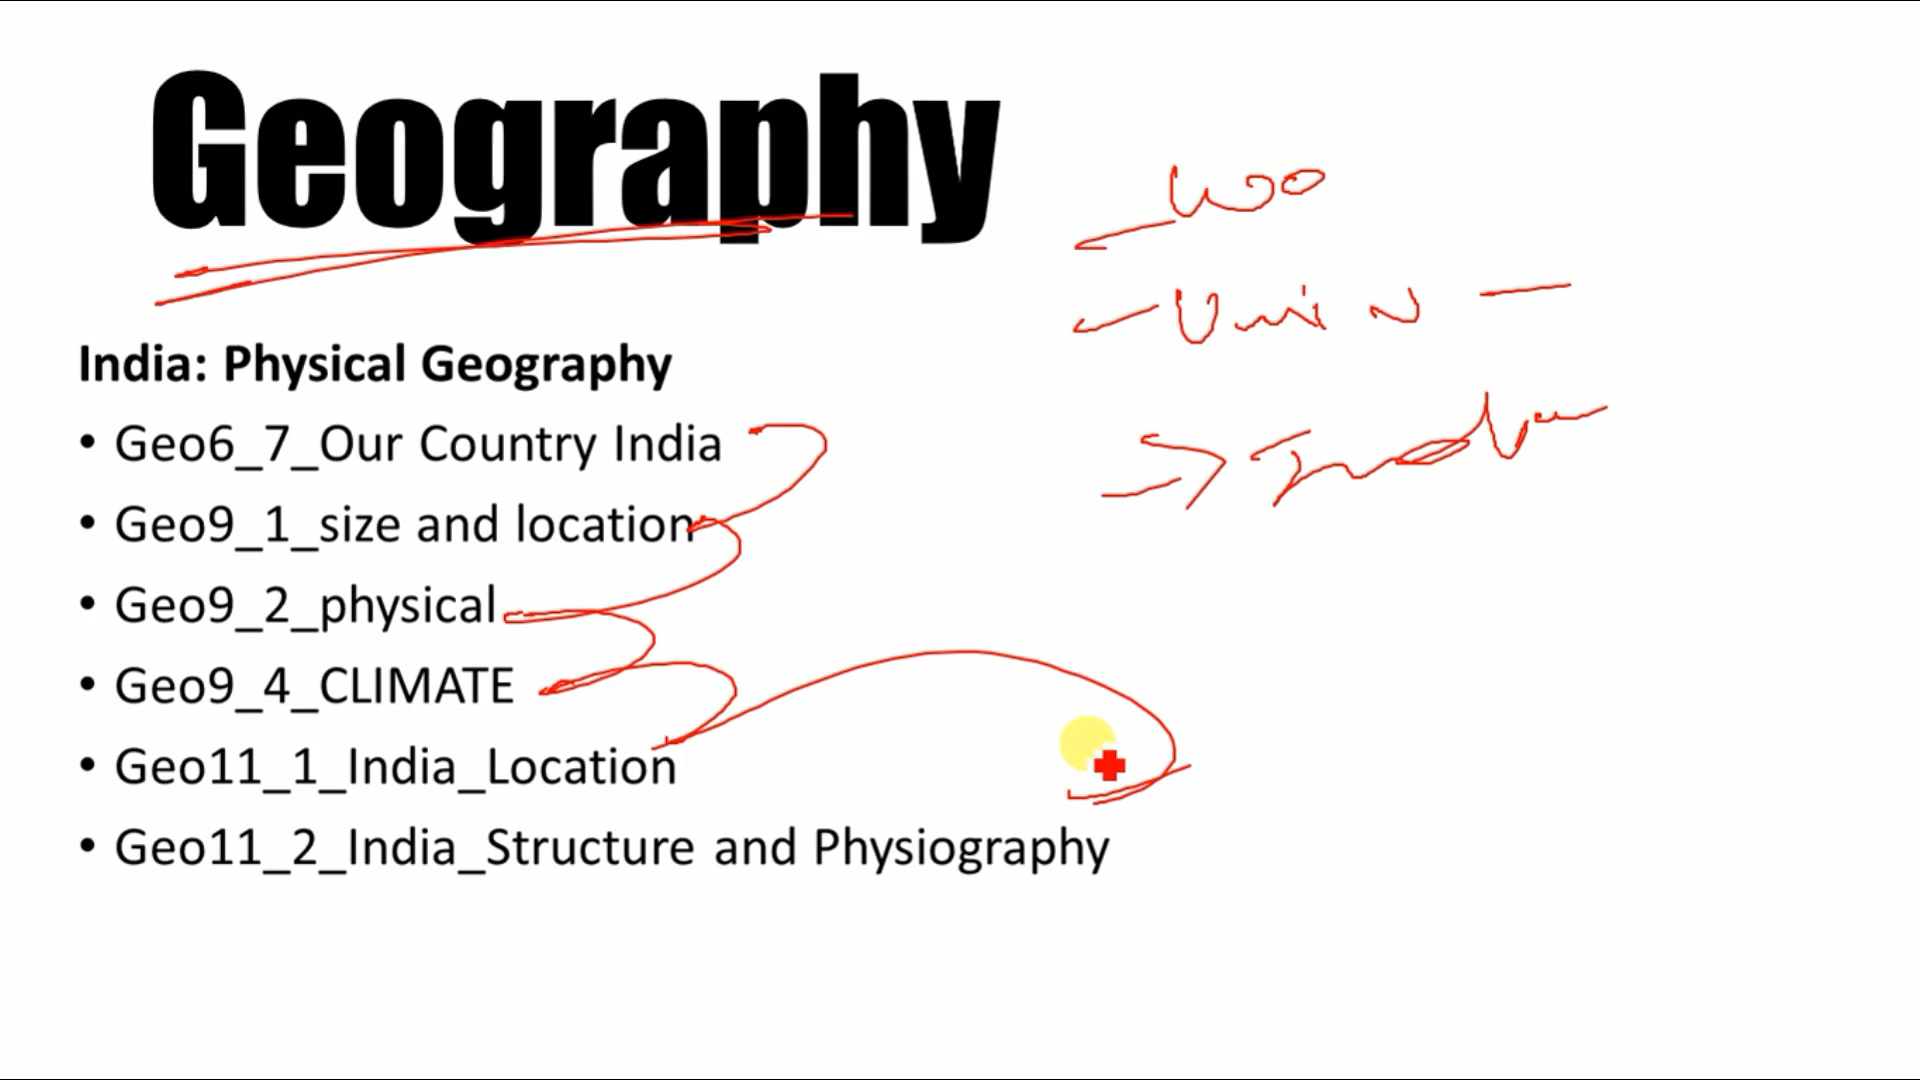 Geography
India: Physical Geography
• Geo6_7_Our Country India
• Geo9_1_size and location
• Geo9_2_physical
• Geo9_4_CLIMATE
• Geo11_1_India_Location
• Geo11_2_India_Structure and Physiography